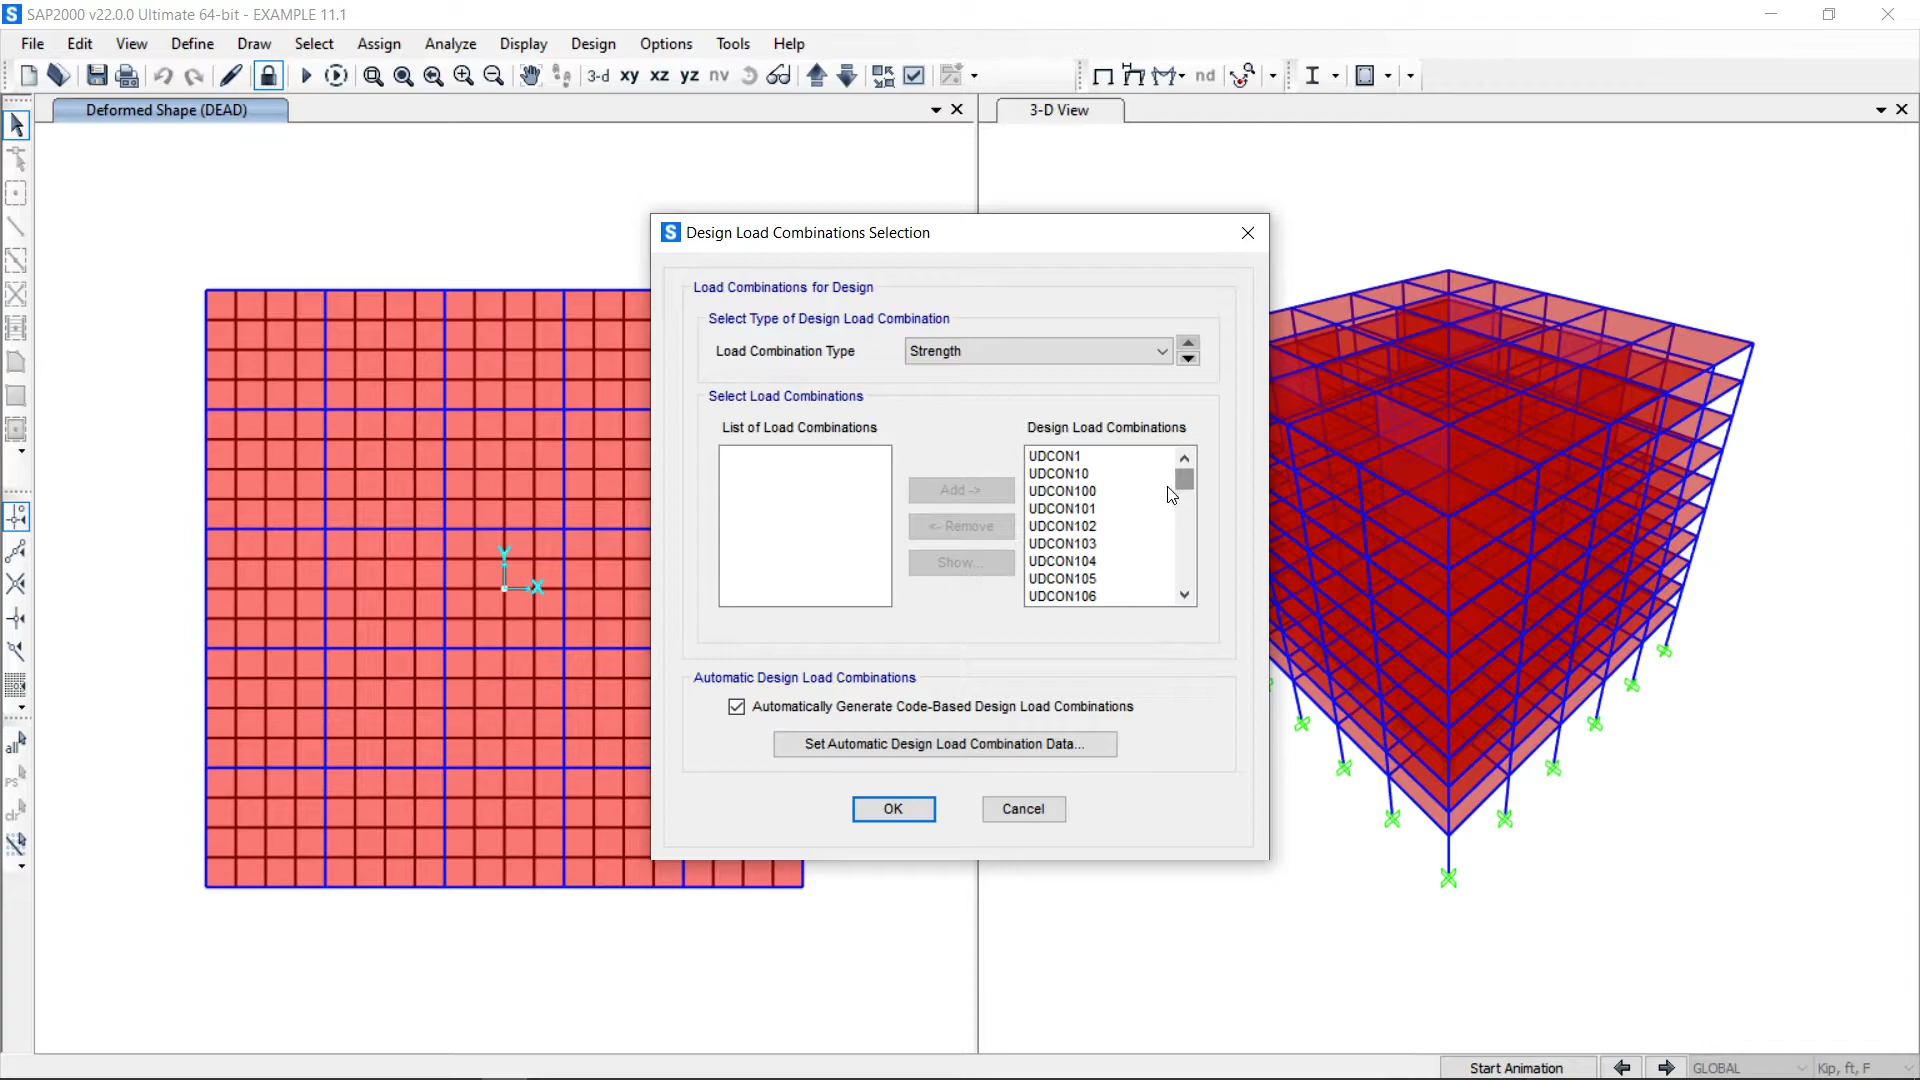 S SAP2000 v22.0.0 Ultimate 64-bit - EXAMPLE 11.1
File Edit View Define Draw Select Assign Analyze Display Design Options Tools Help
3-d xy xz yz nv nd
Deformed Shape (DEAD)
3-D View
S Design Load Combinations Selection
Load Combinations for Design
Select Type of Design Load Combination
Load Combination Type Strength
Select Load Combinations
List of Load Combinations
Design Load Combinations
UDCON1
UDCON10
UDCON100
UDCON101
UDCON102
UDCON103
UDCON104
UDCON105
UDCON106
Add ->
<- Remove
Show...
Automatic Design Load Combinations
Automatically Generate Code-Based Design Load Combinations
Set Automatic Design Load Combination Data...
OK Cancel
Y
X
all
ps
dr
Start Animation GLOBAL Kip, ft, F